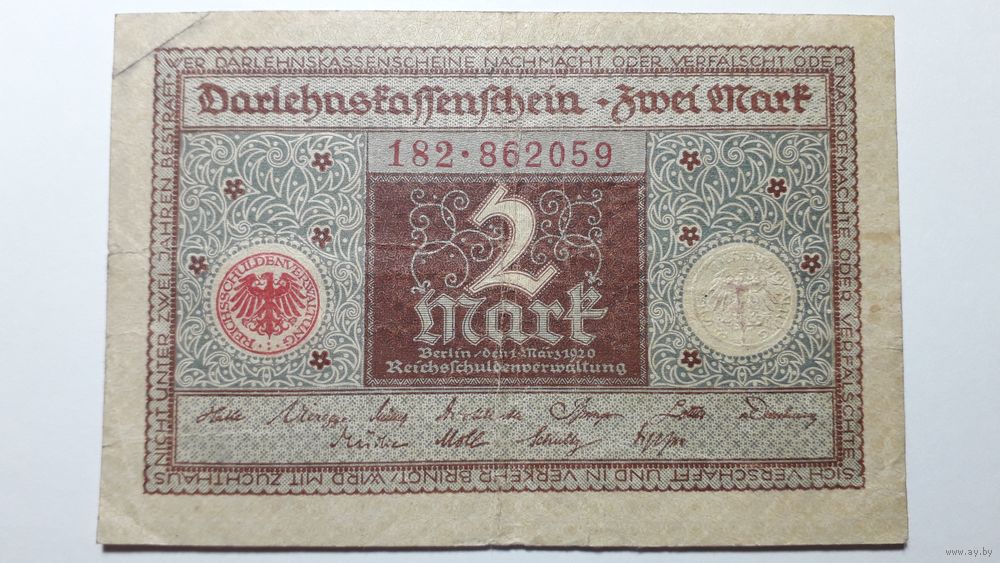 WER DARLEHNSKASSENSCHEINE NACHMACHT ODER VERFÄLSCHT ODER
NACHGEMACHTE ODER VERFÄLSCHTE
SICH VERSCHAFFT UND IN VERKEHR BRINGT, WIRD MIT ZUCHTHAUS
NICHT UNTER ZWEI JAHREN BESTRAFT
Darlehnskassenschein · Zwei Mark
182·862059
2
Mark
Berlin, den 1. März 1920
Reichsschuldenverwaltung
REICHSSCHULDENVERWALTUNG
Halle
Müller Moll Schultz
www.ay.by